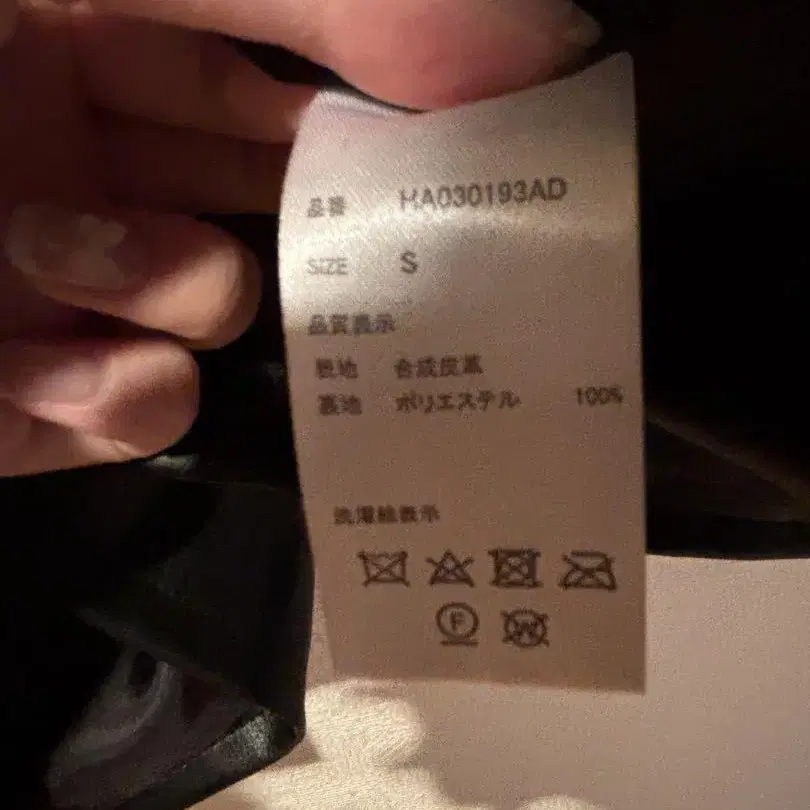 品番 HA030193AD
SIZE S
品質表示
表地 合成皮革
裏地 ポリエステル 100%
洗濯絵表示
F
W